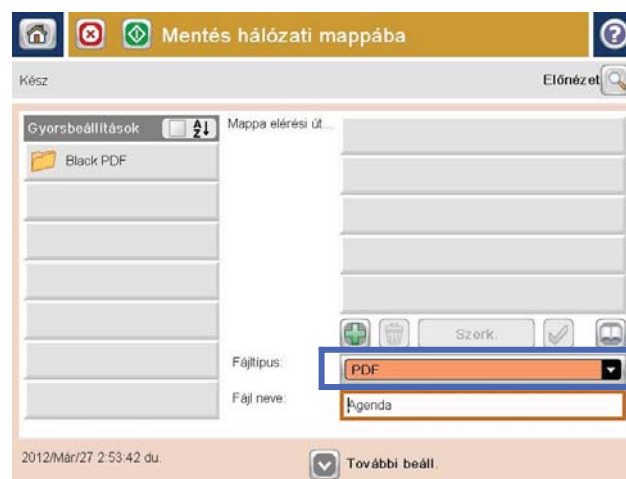 Mentés hálózati mappába
Kész
Előnézet
Gyorsbeállítások
Mappa elérési út...
Black PDF
Szerk.
Fájltípus:
PDF
Fájl neve:
Agenda
2012/Már/27 2:53:42 du.
További beáll.